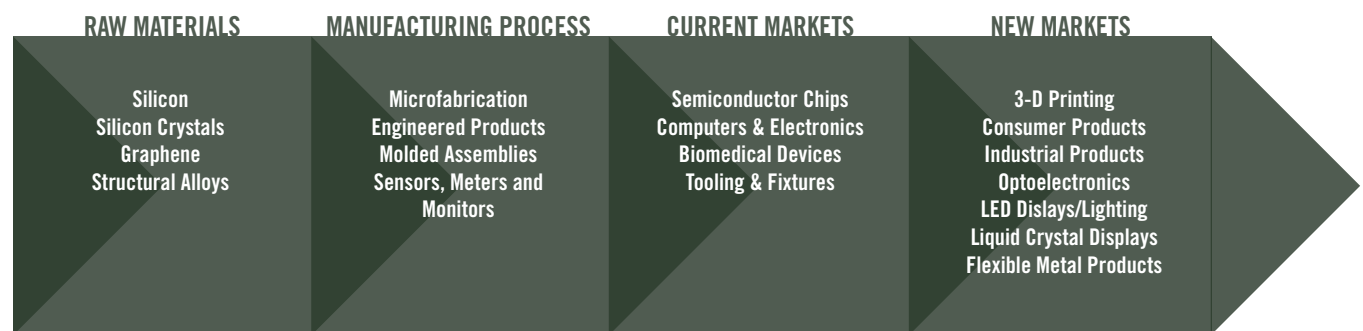 RAW MATERIALS
Silicon
Silicon Crystals
Graphene
Structural Alloys
MANUFACTURING PROCESS
Microfabrication
Engineered Products
Molded Assemblies
Sensors, Meters and
Monitors
CURRENT MARKETS
Semiconductor Chips
Computers & Electronics
Biomedical Devices
Tooling & Fixtures
NEW MARKETS
3-D Printing
Consumer Products
Industrial Products
Optoelectronics
LED Dislays/Lighting
Liquid Crystal Displays
Flexible Metal Products